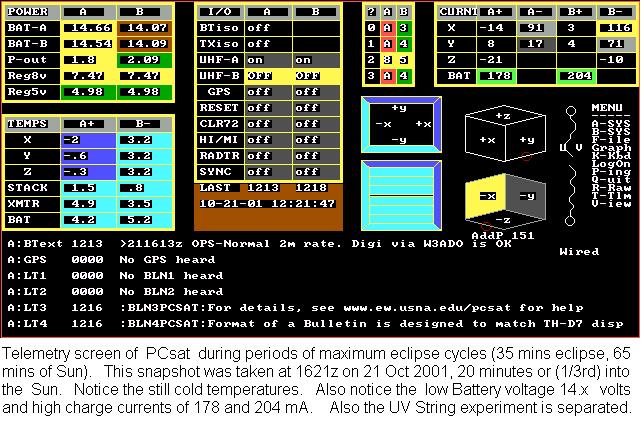 POWER A B
BAT-A 14.66 14.07
BAT-B 14.54 14.09
P-out 1.8 2.09
Reg8v 7.47 7.47
Reg5v 4.98 4.98
TEMPS A+ B-
X -2 3.2
Y -.6 3.2
Z -.3 3.2
STACK 1.5 .8
XMTR 4.9 3.5
BAT 4.2 5.2
I/O A B
BTiso off
TXiso off
UHF-A on on
UHF-B OFF OFF
GPS off off
RESET off off
CLR72 off off
HI/MI off off
RADTR off off
SYNC off off
LAST 1213 1218
10-21-01 12:21:47
? A B
0 A 3
1 A 4
2 8 5
3 A 4
CURNT A+ A- B+ B-
X -14 91 3 116
Y 8 17 4 71
Z -21 -10
BAT 178 204
+y
-x +x
-y
+z
+x +y
-x -y
-z
AddP 151
U V
Wired
MENU
A-SYS
B-SYS
F-ile
Graph
K-Kbd
LogOn
P-ing
Q-uit
R-Raw
T-Tlm
V-iew
A:BText 1213 >211613z OPS-Normal 2m rate. Digi via W3ADO is OK
A:GPS 0000 No GPS heard
A:LT1 0000 No BLN1 heard
A:LT2 0000 No BLN2 heard
A:LT3 1216 :BLN3PCSAT:For details, see www.ew.usna.edu/pcsat for help
A:LT4 1216 :BLN4PCSAT:Format of a Bulletin is designed to match TH-D7 disp
Telemetry screen of PCsat during periods of maximum eclipse cycles (35 mins eclipse, 65
mins of Sun). This snapshot was taken at 1621z on 21 Oct 2001, 20 minutes or (1/3rd) into
the Sun. Notice the still cold temperatures. Also notice the low Battery voltage 14.x volts
and high charge currents of 178 and 204 mA. Also the UV String experiment is separated.